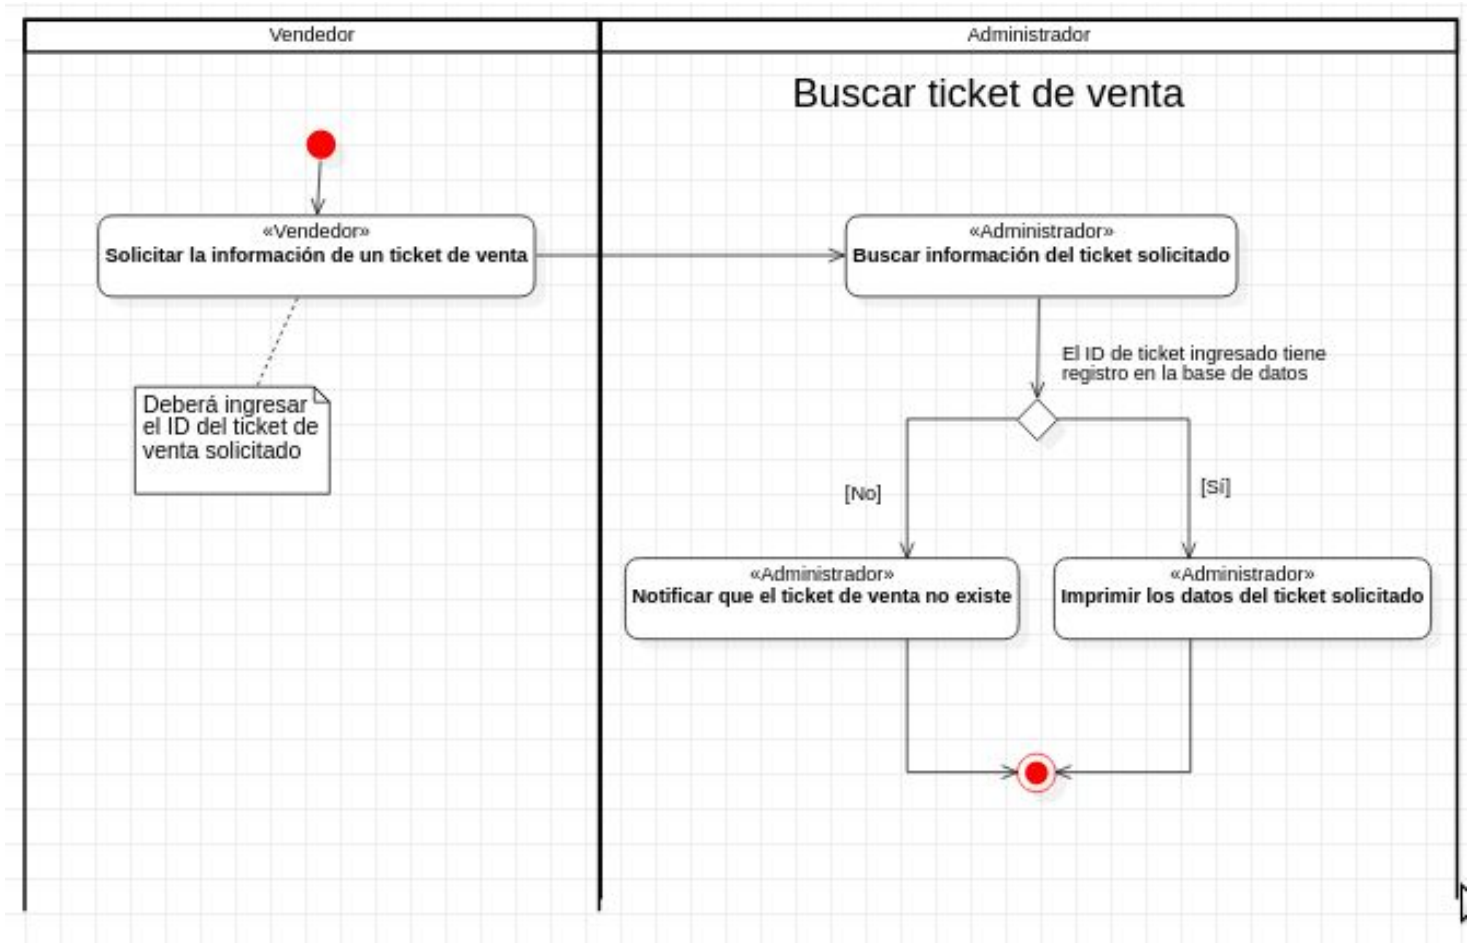 Vendedor
Administrador
Buscar ticket de venta
«Vendedor»
Solicitar la información de un ticket de venta
«Administrador»
Buscar información del ticket solicitado
El ID de ticket ingresado tiene
registro en la base de datos
Deberá ingresar
el ID del ticket de
venta solicitado
[No]
[Sí]
«Administrador»
Notificar que el ticket de venta no existe
«Administrador»
Imprimir los datos del ticket solicitado